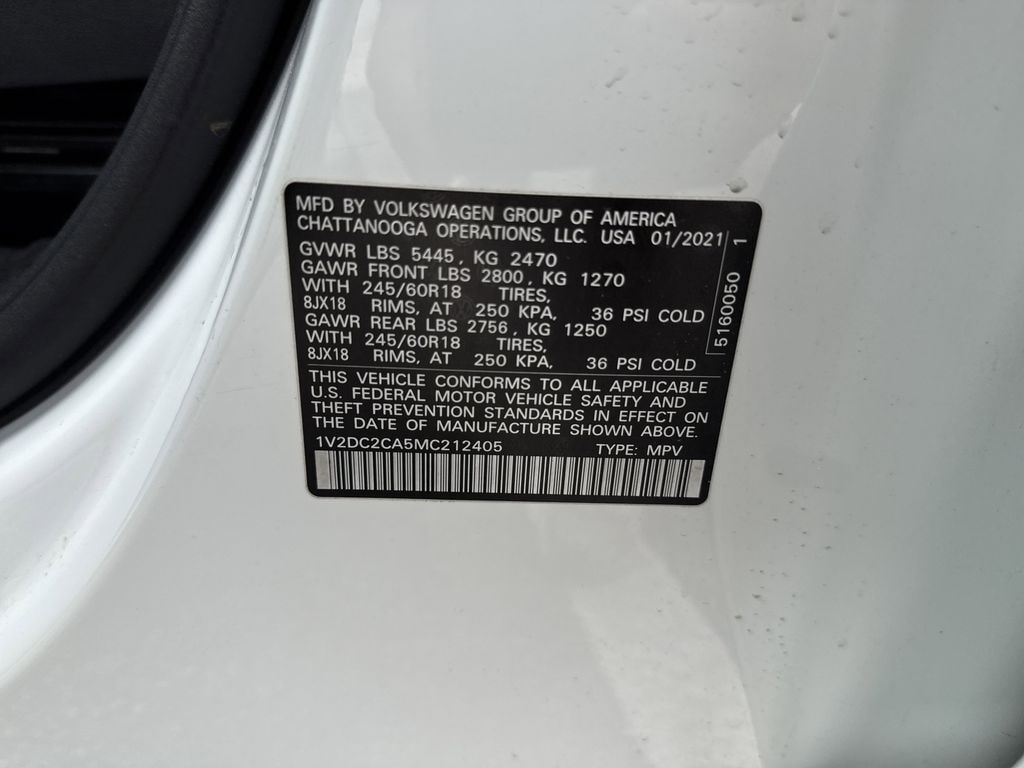 MFD BY VOLKSWAGEN GROUP OF AMERICA
CHATTANOOGA OPERATIONS, LLC. USA 01/2021
GVWR LBS 5445, KG 2470
GAWR FRONT LBS 2800, KG 1270
WITH 245/60R18 TIRES,
8JX18 RIMS, AT 250 KPA, 36 PSI COLD
GAWR REAR LBS 2756, KG 1250
WITH 245/60R18 TIRES,
8JX18 RIMS, AT 250 KPA, 36 PSI COLD
5160050 1
THIS VEHICLE CONFORMS TO ALL APPLICABLE
U.S. FEDERAL MOTOR VEHICLE SAFETY AND
THEFT PREVENTION STANDARDS IN EFFECT ON
THE DATE OF MANUFACTURE SHOWN ABOVE.
1V2DC2CA5MC212405 TYPE: MPV